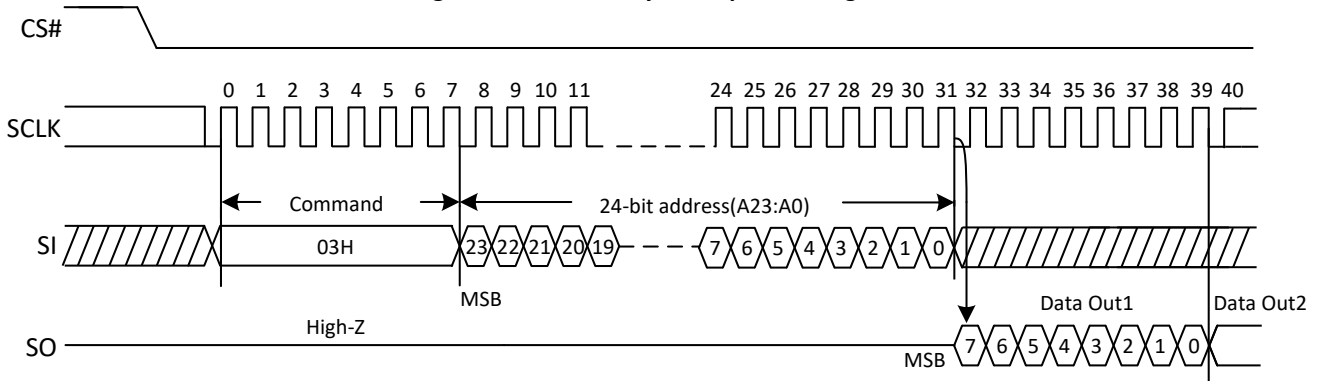 CS#
0 1 2 3 4 5 6 7 8 9 10 11 24 25 26 27 28 29 30 31 32 33 34 35 36 37 38 39 40
SCLK
Command 24-bit address(A23:A0)
SI 03H 23 22 21 20 19 7 6 5 4 3 2 1 0
MSB Data Out1 Data Out2
High-Z
SO MSB 7 6 5 4 3 2 1 0